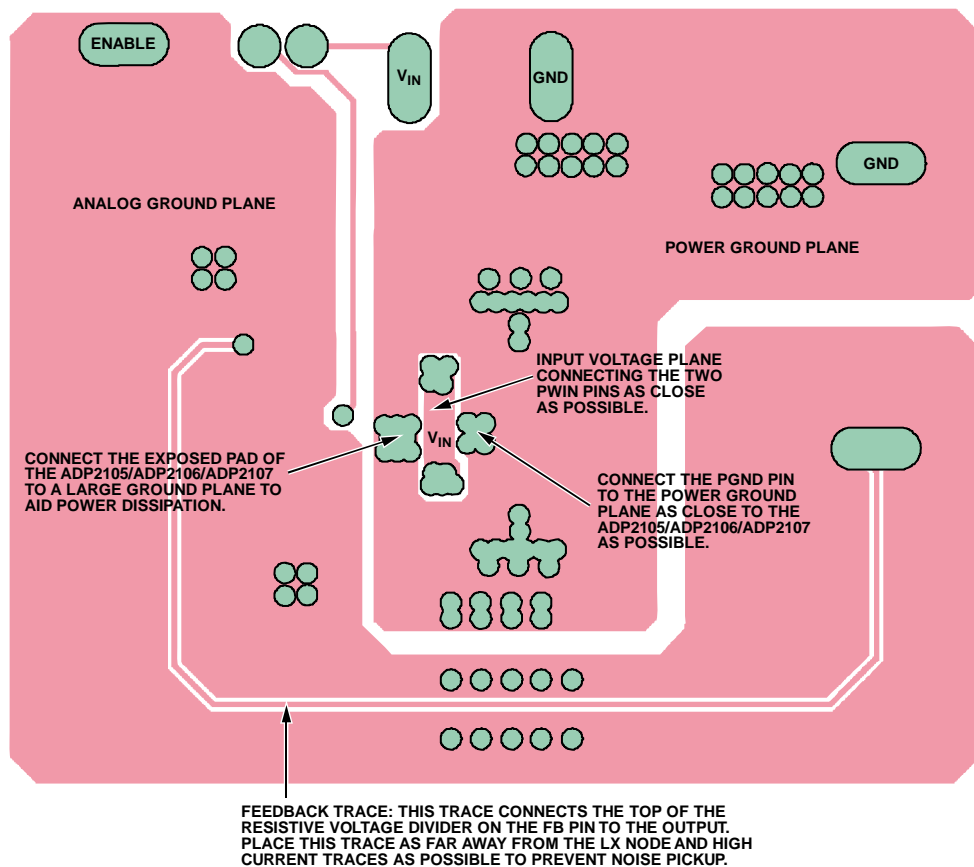 ENABLE
VIN
GND
GND
ANALOG GROUND PLANE
POWER GROUND PLANE
INPUT VOLTAGE PLANE
CONNECTING THE TWO
PWIN PINS AS CLOSE
AS POSSIBLE.
VIN
CONNECT THE EXPOSED PAD OF
THE ADP2105/ADP2106/ADP2107
TO A LARGE GROUND PLANE TO
AID POWER DISSIPATION.
CONNECT THE PGND PIN
TO THE POWER GROUND
PLANE AS CLOSE TO THE
ADP2105/ADP2106/ADP2107
AS POSSIBLE.
FEEDBACK TRACE: THIS TRACE CONNECTS THE TOP OF THE
RESISTIVE VOLTAGE DIVIDER ON THE FB PIN TO THE OUTPUT.
PLACE THIS TRACE AS FAR AWAY FROM THE LX NODE AND HIGH
CURRENT TRACES AS POSSIBLE TO PREVENT NOISE PICKUP.